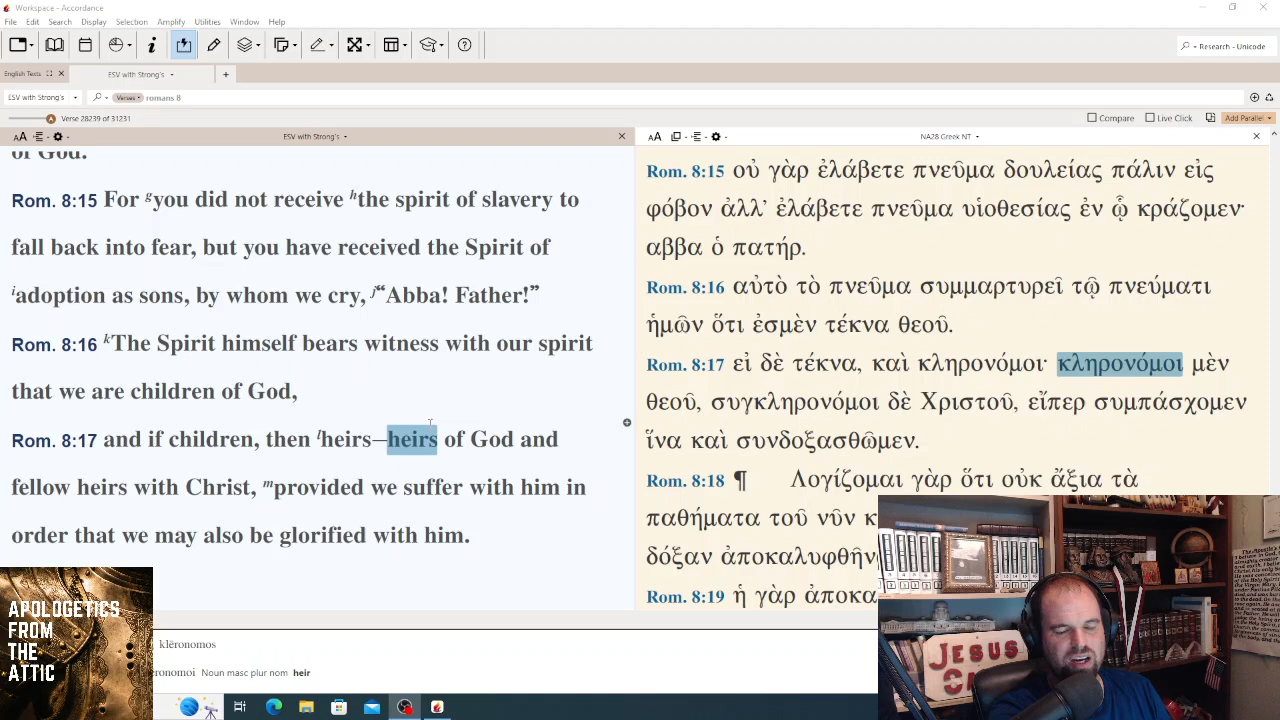 Workspace - Accordance
File Edit Search Display Selection Amplify Utilities Window Help
Research - Unicode
English Texts
ESV with Strong's
ESV with Strong's
Verses romans 8
Verse 28239 of 31231
Compare Live Click Add Parallel
ESV with Strong's
of God.
Rom. 8:15 For gyou did not receive hthe spirit of slavery to
fall back into fear, but you have received the Spirit of
iadoption as sons, by whom we cry, j“Abba! Father!”
Rom. 8:16 kThe Spirit himself bears witness with our spirit
that we are children of God,
Rom. 8:17 and if children, then lheirs—heirs of God and
fellow heirs with Christ, mprovided we suffer with him in
order that we may also be glorified with him.
NA28 Greek NT
Rom. 8:15 οὐ γὰρ ἐλάβετε πνεῦμα δουλείας πάλιν εἰς
φόβον ἀλλ’ ἐλάβετε πνεῦμα υἱοθεσίας ἐν ᾧ κράζομεν·
αββα ὁ πατήρ.
Rom. 8:16 αὐτὸ τὸ πνεῦμα συμμαρτυρεῖ τῷ πνεύματι
ἡμῶν ὅτι ἐσμὲν τέκνα θεοῦ.
Rom. 8:17 εἰ δὲ τέκνα, καὶ κληρονόμοι· κληρονόμοι μὲν
θεοῦ, συγκληρονόμοι δὲ Χριστοῦ, εἴπερ συμπάσχομεν
ἵνα καὶ συνδοξασθῶμεν.
Rom. 8:18 ¶ Λογίζομαι γὰρ ὅτι οὐκ ἄξια τὰ
παθήματα τοῦ νῦν κ
δόξαν ἀποκαλυφθῆν
Rom. 8:19 ἡ γὰρ ἀποκα
klēronomos
eronomoi Noun masc plur nom heir
APOLOGETICS
FROM
THE
ATTIC
JESUS